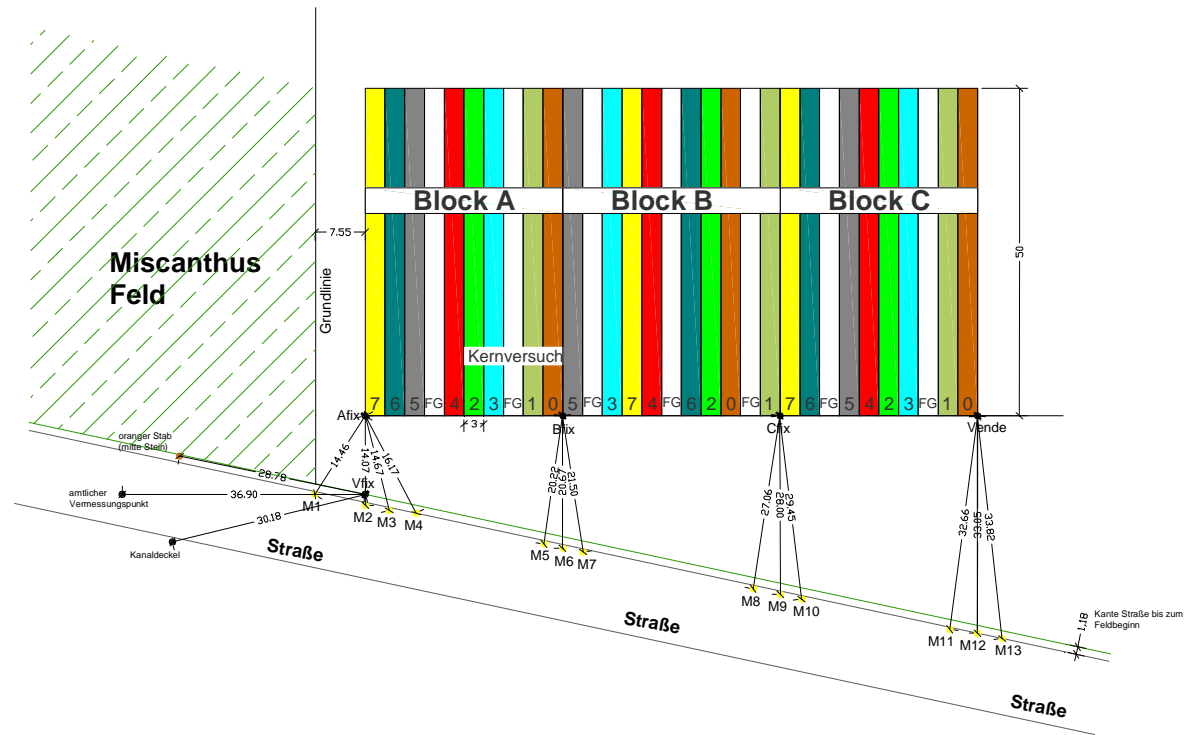 Block A
Block B
Block C
7.55
50
Miscanthus
Feld
Grundlinie
Kernversuch
7 6 5 FG 4 2 3 FG 1 0 5 FG 3 7 4 FG 6 2 0 FG 1 7 6 FG 5 4 2 3 FG 1 0
Afix
3
Bfix
Cfix
Vende
oranger Stab
(mitte Stein)
14.46
14.07
14.67
16.17
20.22
20.97
21.50
27.06
28.00
29.45
32.66
33.05
33.82
28.78
Vfix
amtlicher
Vermessungspunkt
36.90
M1
M2
M3
M4
30.18
Kanaldeckel
Straße
M5
M6
M7
M8
M9
M10
Straße
1.18
Kante Straße bis zum
Feldbeginn
M11
M12
M13
Straße